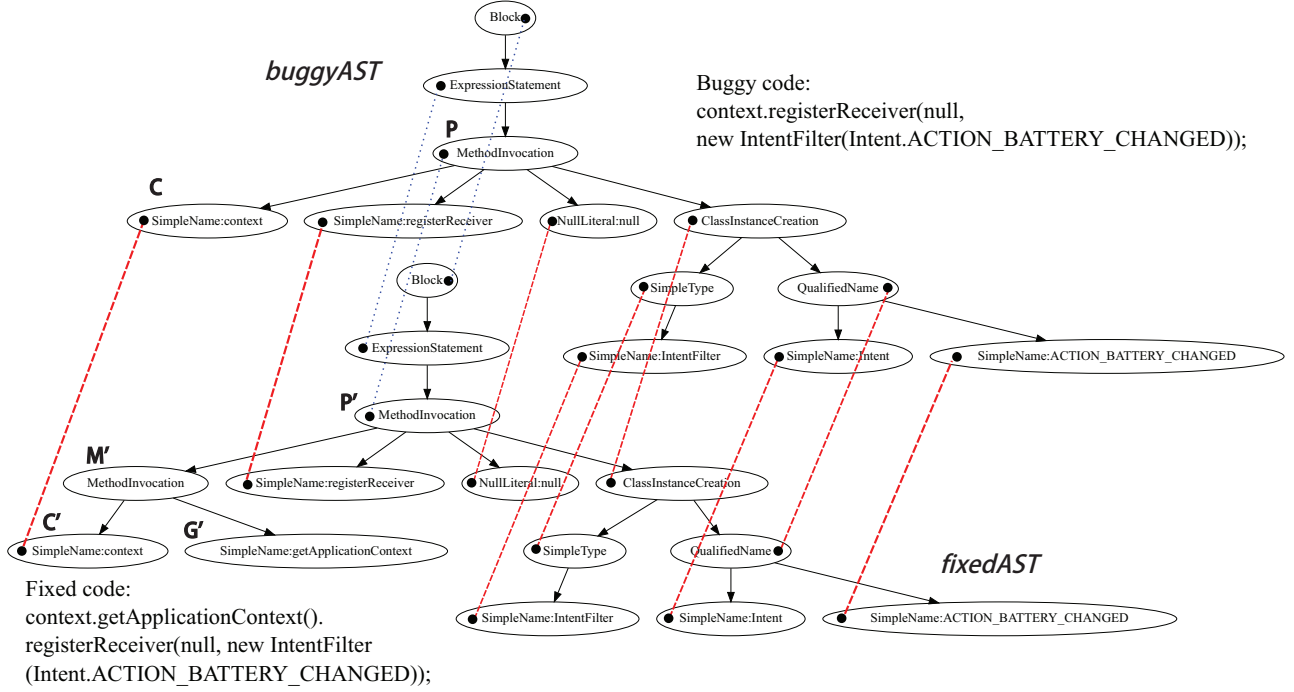 Block
buggyAST
ExpressionStatement
Buggy code:
context.registerReceiver(null,
new IntentFilter(Intent.ACTION_BATTERY_CHANGED));
P
MethodInvocation
C
SimpleName:context
SimpleName:registerReceiver
NullLiteral:null
ClassInstanceCreation
Block
SimpleType
QualifiedName
ExpressionStatement
SimpleName:IntentFilter
SimpleName:Intent
SimpleName:ACTION_BATTERY_CHANGED
P'
MethodInvocation
M'
MethodInvocation
SimpleName:registerReceiver
NullLiteral:null
ClassInstanceCreation
C'
G'
SimpleName:context
SimpleName:getApplicationContext
SimpleType
QualifiedName
fixedAST
Fixed code:
context.getApplicationContext().
registerReceiver(null, new IntentFilter
(Intent.ACTION_BATTERY_CHANGED));
SimpleName:IntentFilter
SimpleName:Intent
SimpleName:ACTION_BATTERY_CHANGED